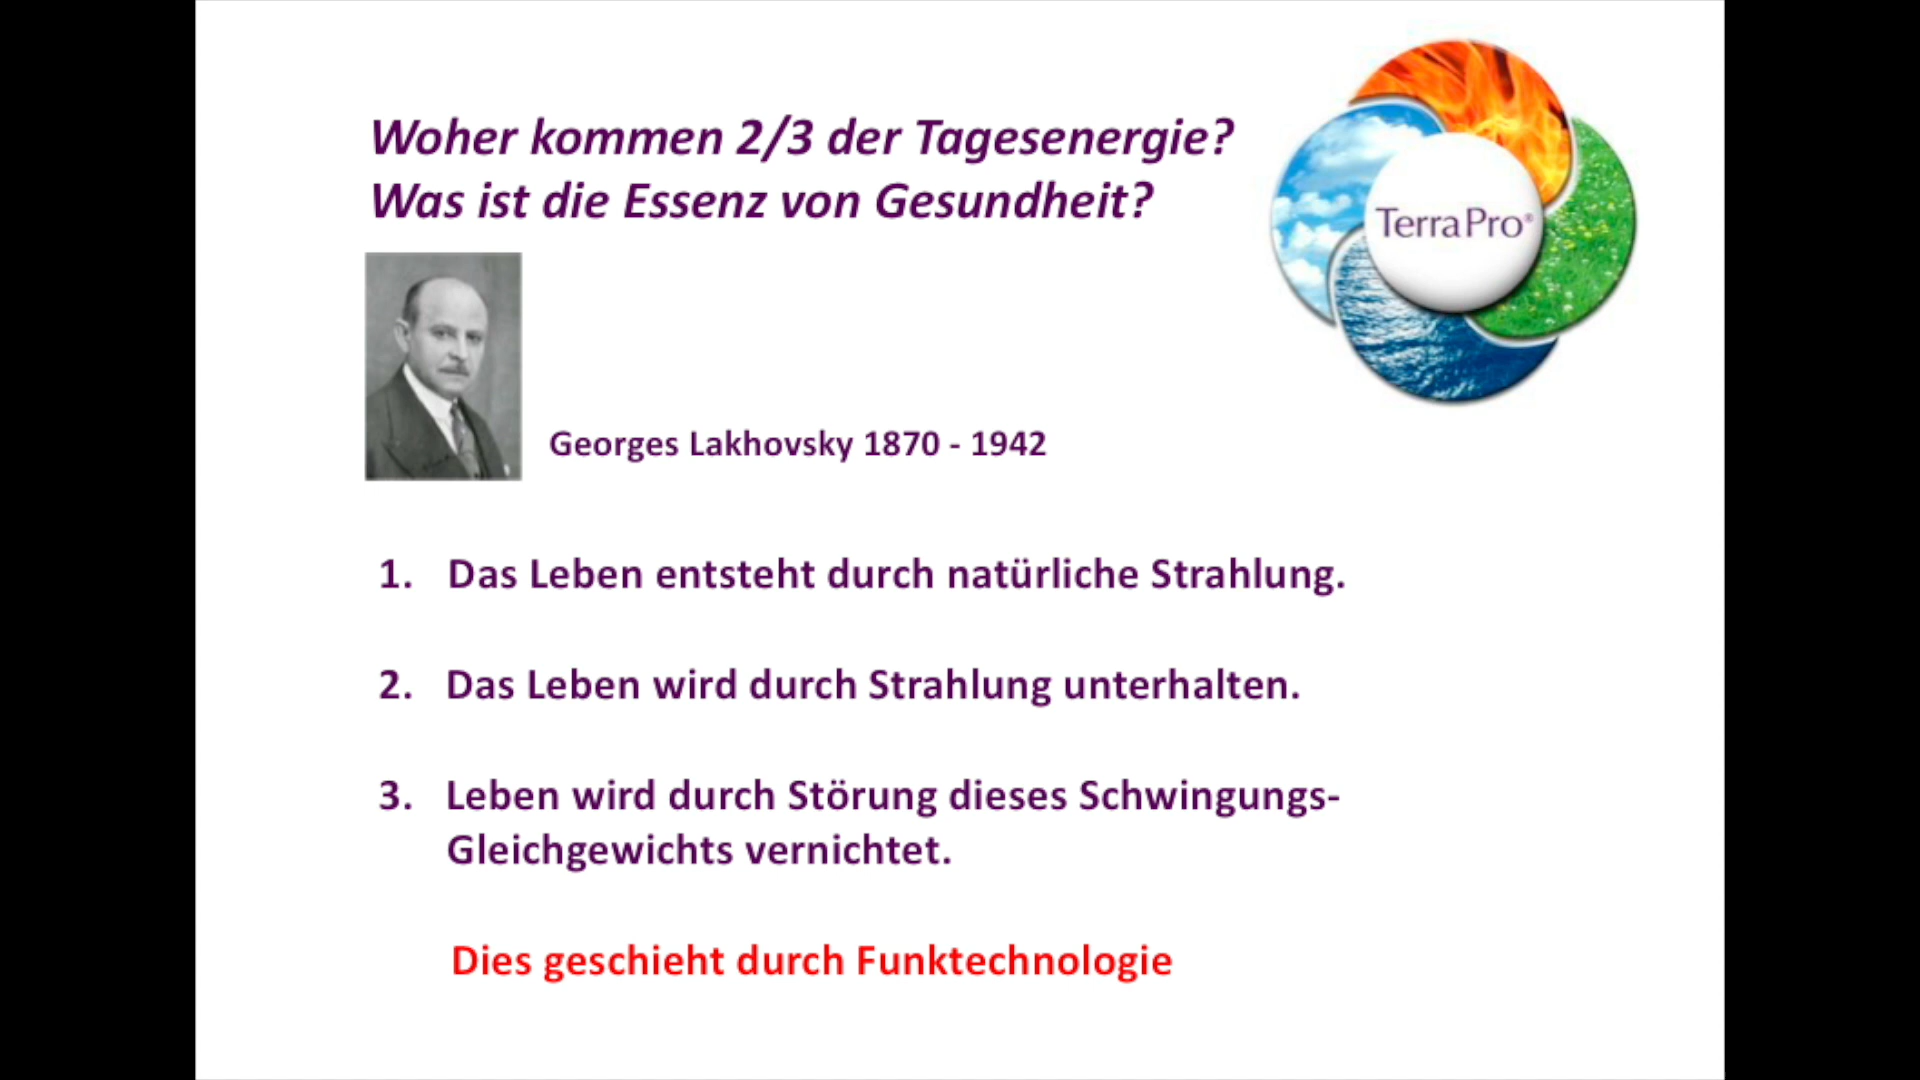 Woher kommen 2/3 der Tagesenergie?
Was ist die Essenz von Gesundheit?
TerraPro®
Georges Lakhovsky 1870 - 1942
1. Das Leben entsteht durch natürliche Strahlung.
2. Das Leben wird durch Strahlung unterhalten.
3. Leben wird durch Störung dieses Schwingungs-
Gleichgewichts vernichtet.
Dies geschieht durch Funktechnologie